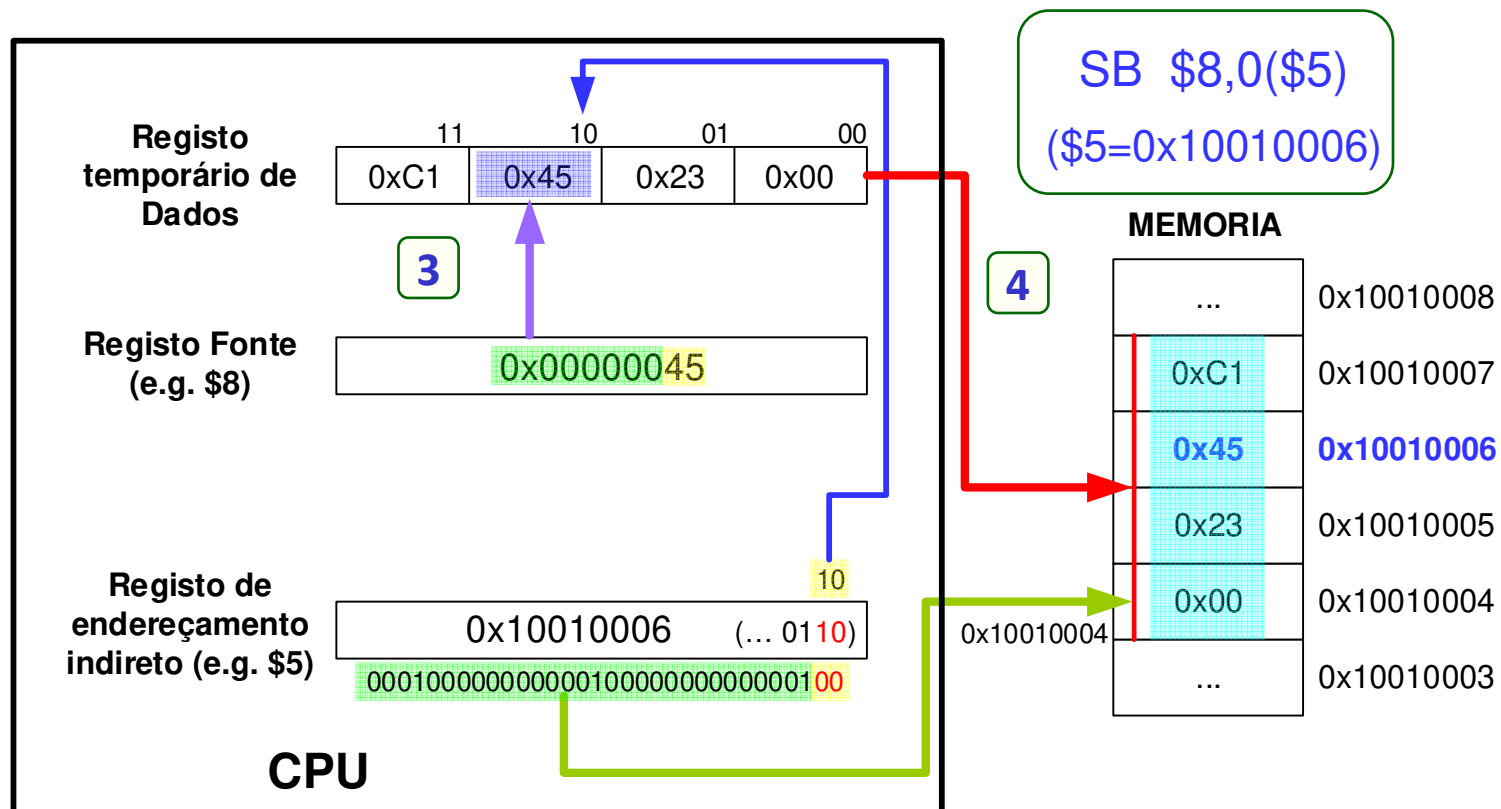 SB $8,0($5)
($5=0x10010006)
Registo
temporário de
Dados
11 10 01 00
0xC1 0x45 0x23 0x00
3
4
Registo Fonte
(e.g. $8)
0x00000045
MEMORIA
... 0x10010008
0xC1 0x10010007
0x45 0x10010006
0x23 0x10010005
0x00 0x10010004
... 0x10010003
0x10010004
10
Registo de
endereçamento
indireto (e.g. $5)
0x10010006 (... 0110)
00010000000000010000000000000100
CPU